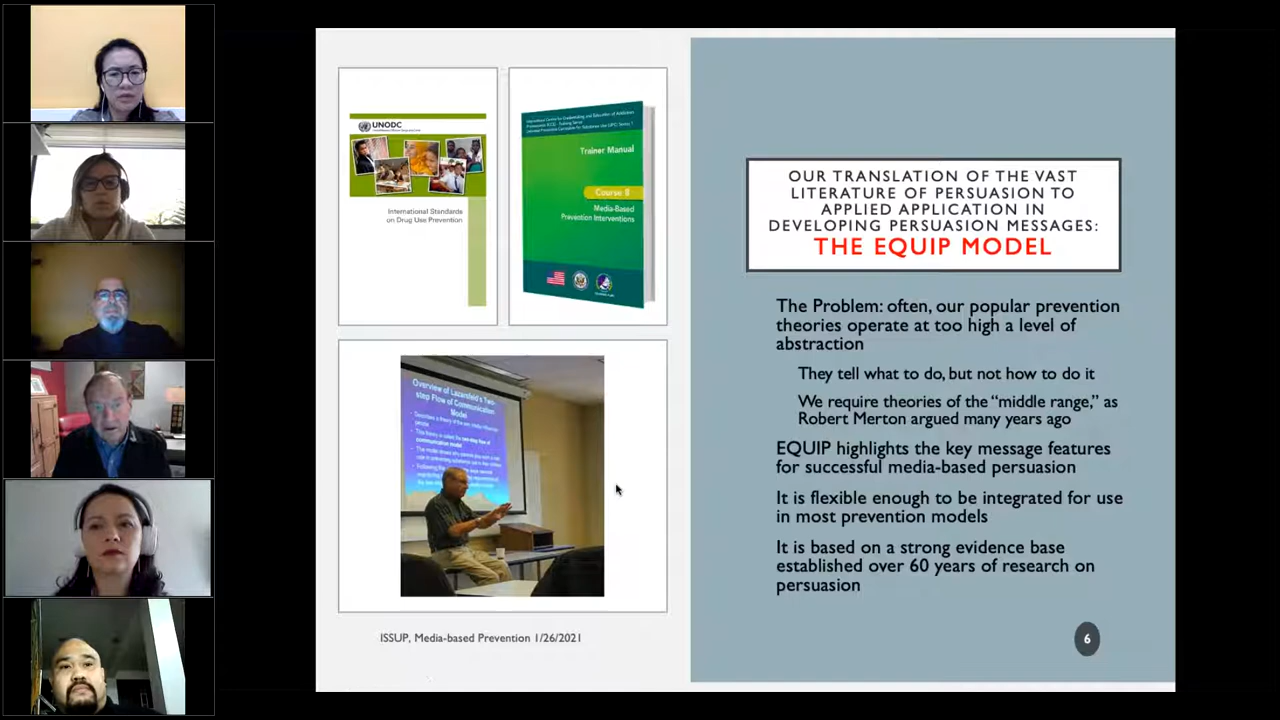 UNODC
International Standards
on Drug Use Prevention
Trainer Manual
Course II
Media-Based
Prevention Interventions
Overview of Lazarsfeld's Two-
step Flow of Communication
Model
ISSUP, Media-based Prevention 1/26/2021
OUR TRANSLATION OF THE VAST
LITERATURE OF PERSUASION TO
APPLIED APPLICATION IN
DEVELOPING PERSUASION MESSAGES:
THE EQUIP MODEL
The Problem: often, our popular prevention
theories operate at too high a level of
abstraction
They tell what to do, but not how to do it
We require theories of the “middle range,” as
Robert Merton argued many years ago
EQUIP highlights the key message features
for successful media-based persuasion
It is flexible enough to be integrated for use
in most prevention models
It is based on a strong evidence base
established over 60 years of research on
persuasion
6